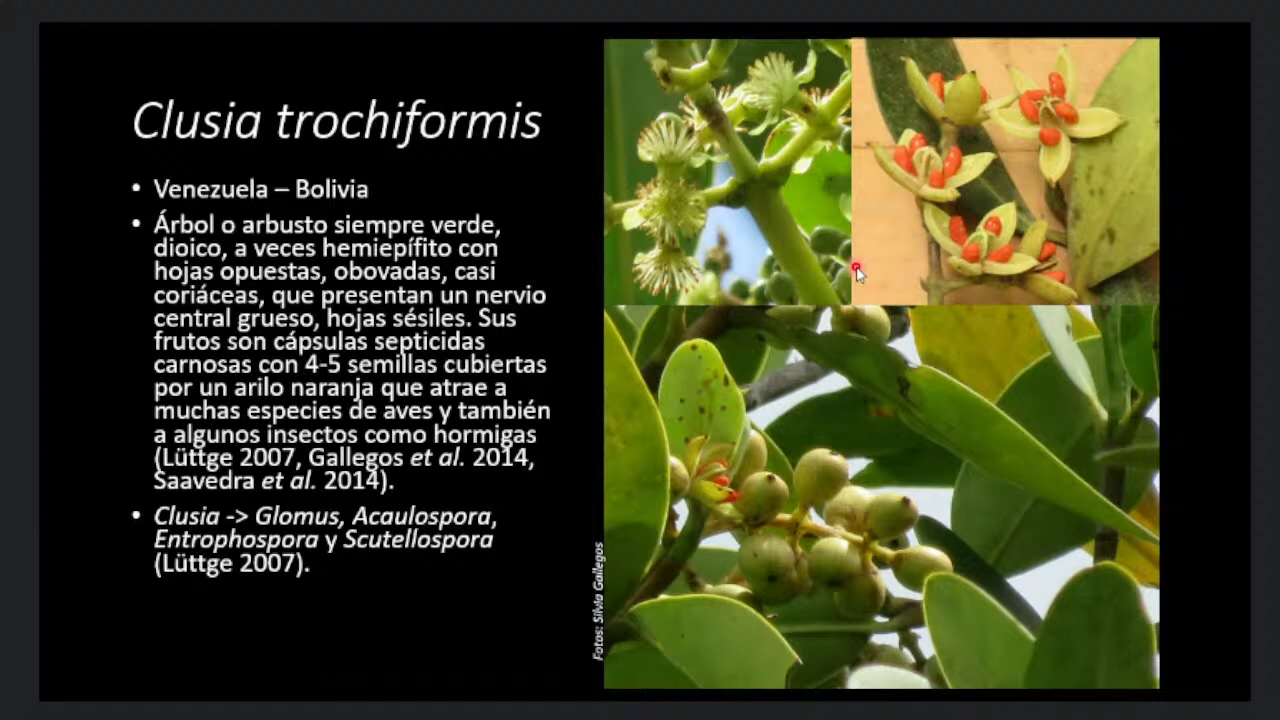 Clusia trochiformis
• Venezuela – Bolivia
• Árbol o arbusto siempre verde,
dioico, a veces hemiepífito con
hojas opuestas, obovadas, casi
coriáceas, que presentan un nervio
central grueso, hojas sésiles. Sus
frutos son cápsulas septicidas
carnosas con 4-5 semillas cubiertas
por un arilo naranja que atrae a
muchas especies de aves y también
a algunos insectos como hormigas
(Lüttge 2007, Gallegos et al. 2014,
Saavedra et al. 2014).
• Clusia -> Glomus, Acaulospora,
Entrophospora y Scutellospora
(Lüttge 2007).
Fotos: Silvia Gallegos